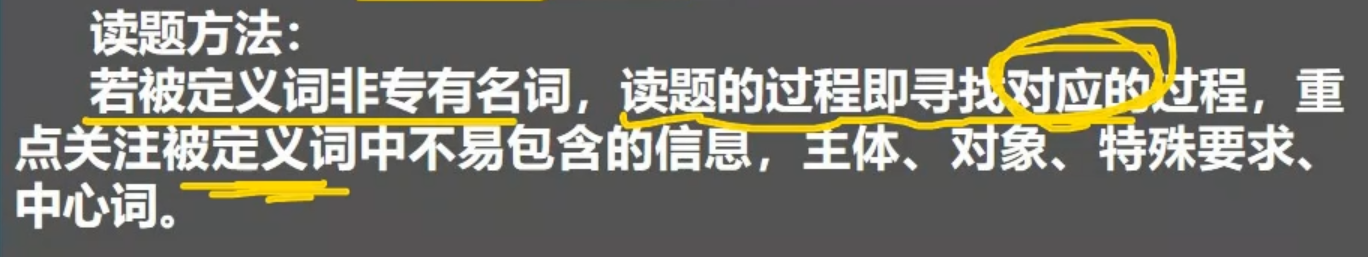 读题方法：
若被定义词非专有名词，读题的过程即寻找对应的过程，重
点关注被定义词中不易包含的信息，主体、对象、特殊要求、
中心词。